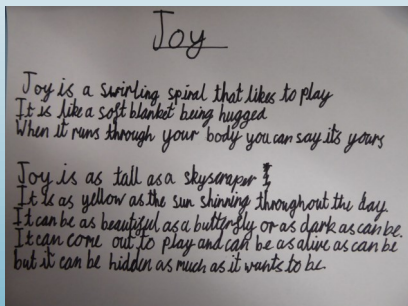 Joy
Joy is a swirling spiral that likes to play
It is like a soft blanket being hugged
When it runs through your body you can say its yours
Joy is as tall as a skyscraper
It is as yellow as the sun shinning throughout the day
It can be as beautiful as a butterfly or as dark as can be.
It can come out to play and can be as alive as can be
but it can be hidden as much as it wants to be.